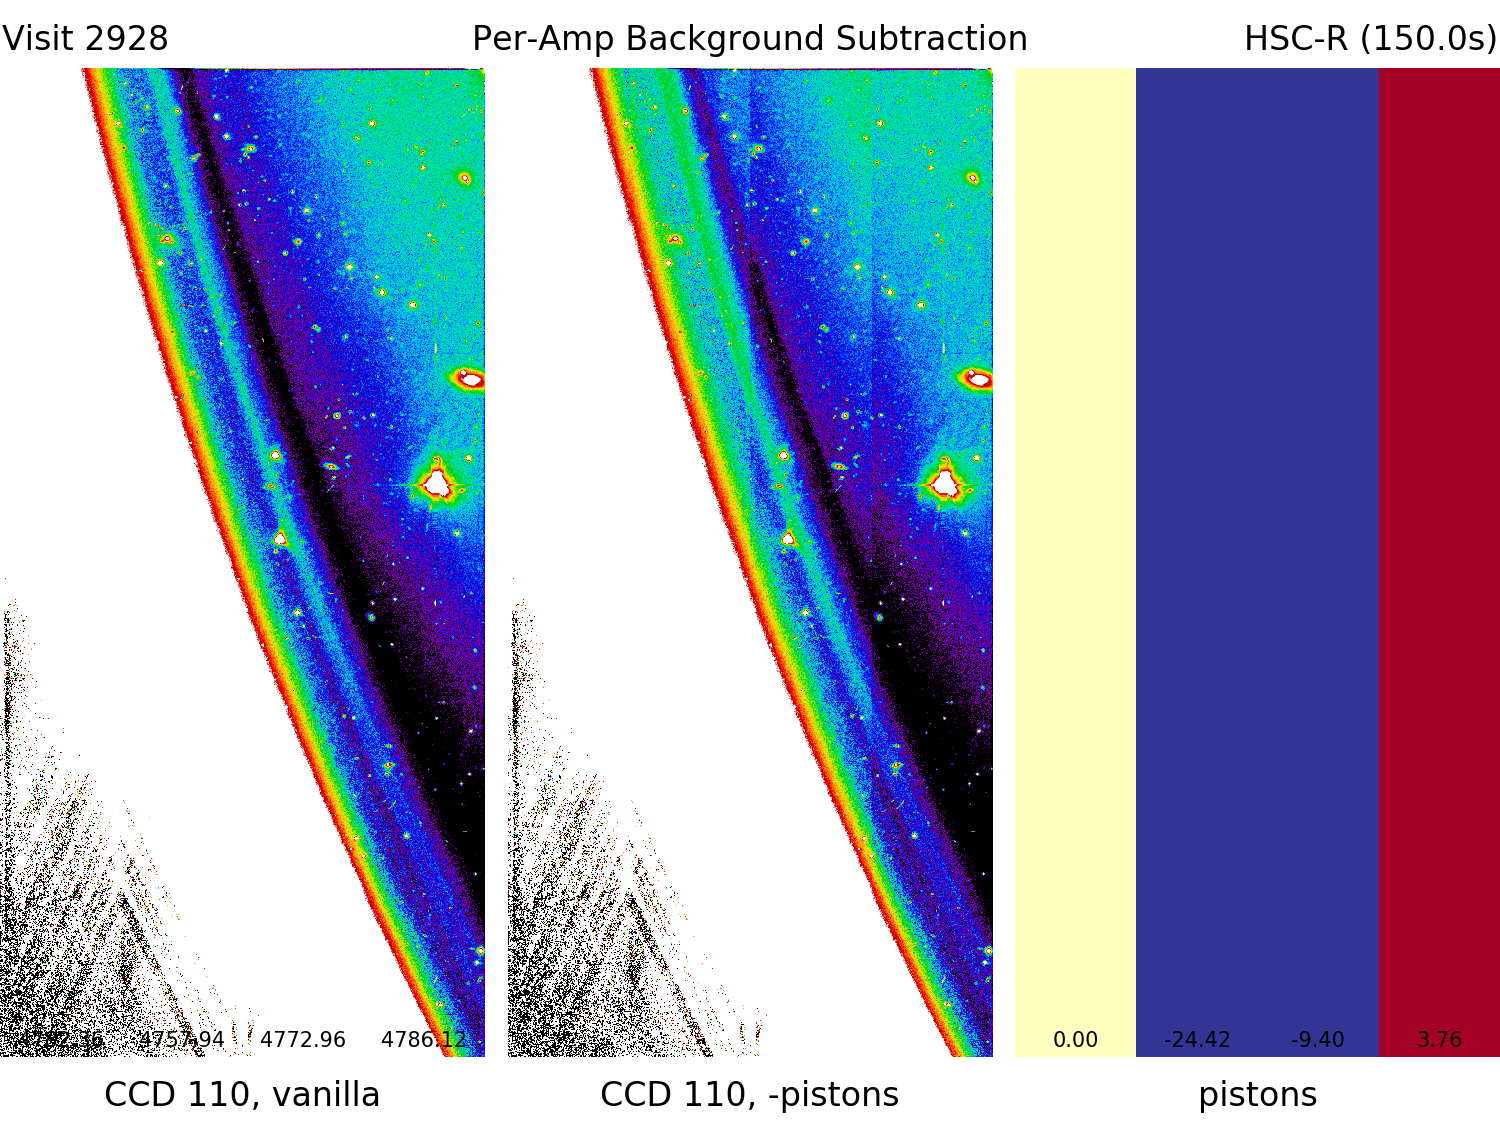 Visit 2928
Per-Amp Background Subtraction
HSC-R (150.0s)
4757.94 4772.96 4786.12
0.00 -24.42 -9.40 3.76
CCD 110, vanilla
CCD 110, -pistons
pistons